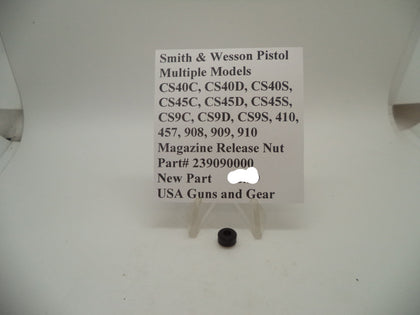 Smith & Wesson Pistol
Multiple Models
CS40C, CS40D, CS40S,
CS45C, CS45D, CS45S,
CS9C, CS9D, CS9S, 410,
457, 908, 909, 910
Magazine Release Nut
Part# 239090000
New Part
USA Guns and Gear